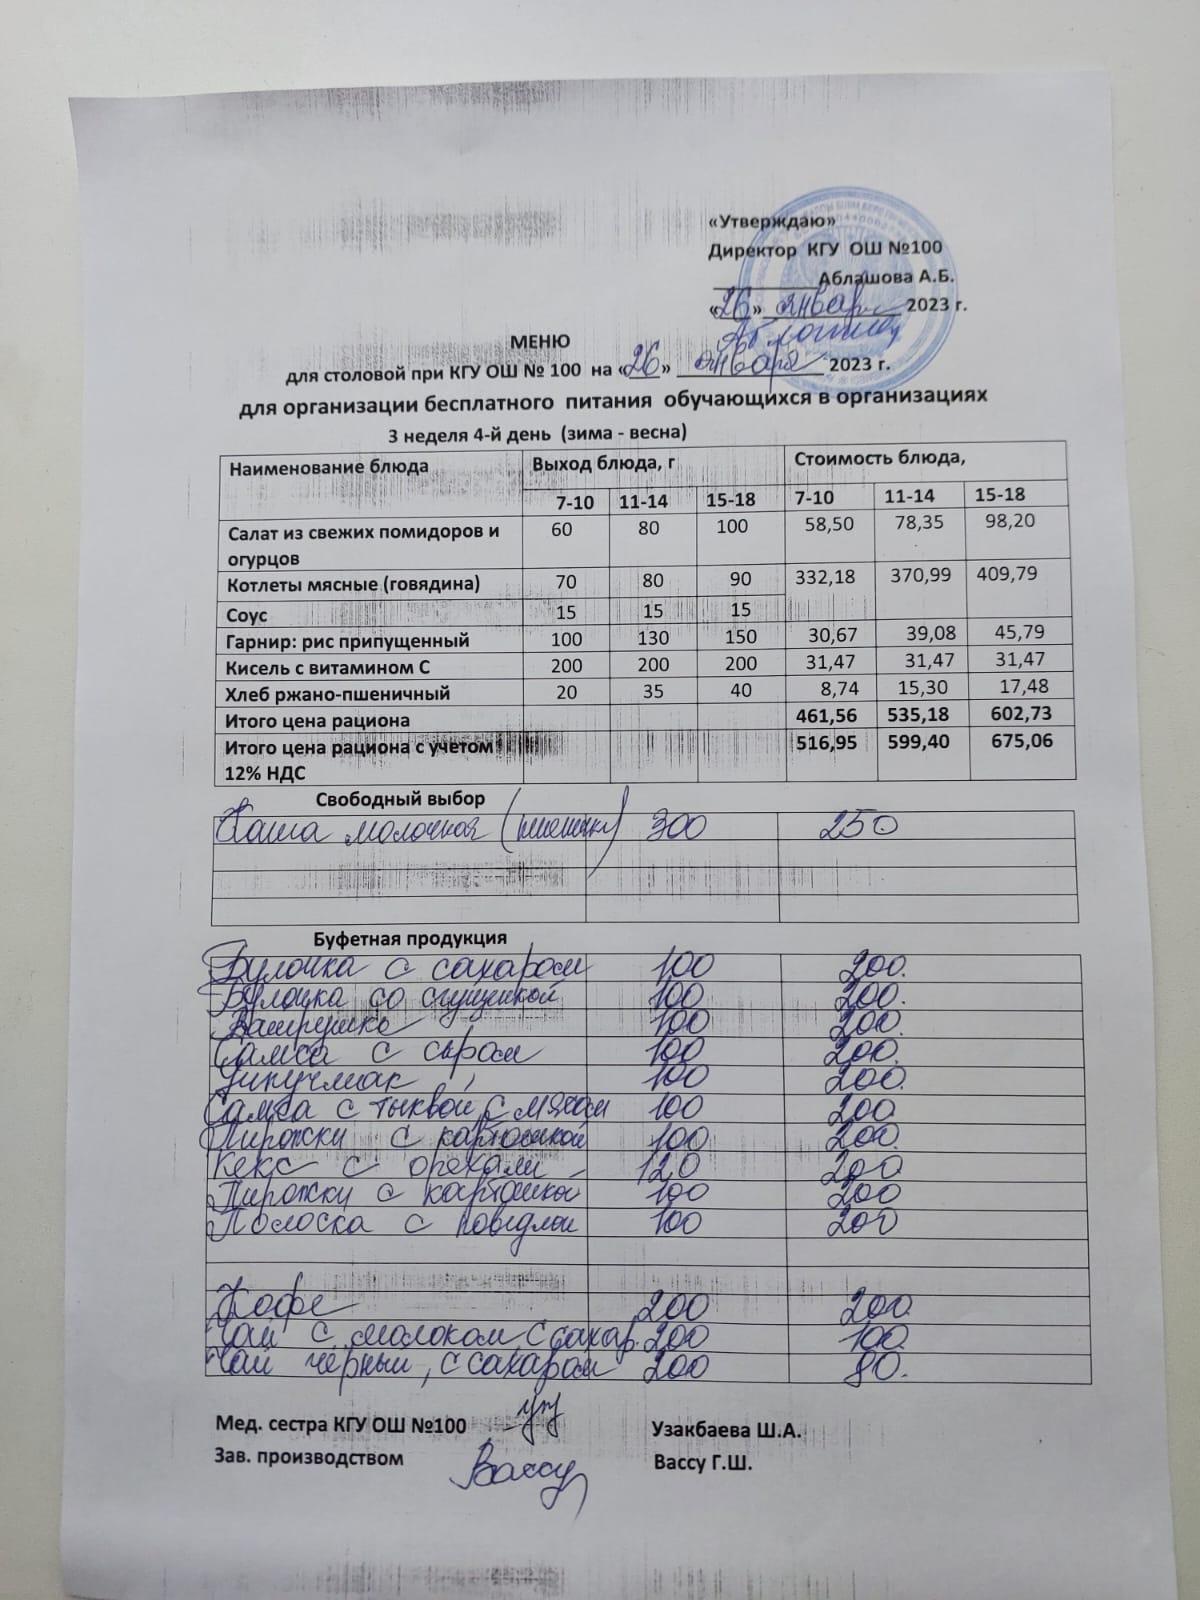 «Утверждаю»
Директор КГУ ОШ №100
__________Аблашова А.Б.
«26» января 2023 г.
МЕНЮ
для столовой при КГУ ОШ № 100 на «26» января 2023 г.
для организации бесплатного питания обучающихся в организациях
3 неделя 4-й день (зима - весна)
Наименование блюда Выход блюда, г Стоимость блюда,
7-10 11-14 15-18 7-10 11-14 15-18
Салат из свежих помидоров и 60 80 100 58,50 78,35 98,20
огурцов
Котлеты мясные (говядина) 70 80 90 332,18 370,99 409,79
Соус 15 15 15
Гарнир: рис припущенный 100 130 150 30,67 39,08 45,79
Кисель с витамином С 200 200 200 31,47 31,47 31,47
Хлеб ржано-пшеничный 20 35 40 8,74 15,30 17,48
Итого цена рациона 461,56 535,18 602,73
Итого цена рациона с учетом 516,95 599,40 675,06
12% НДС
Свободный выбор
Каша молочная 300 250
Буфетная продукция
Булочка с сахаром 100 200.
Булочка со сгущенкой 100 200.
Ватрушка 100 200.
Самса с сыром 100 200.
Учпучмак 100 200.
Самса с тыквой, с мясом 100 200
Пирожки с картошкой 100 200.
Кекс с орехами 120 200
Пирожки с картошкой 100 200
Полоска с повидлом 100 200
Кофе 200 200.
Чай с молоком, с сахар. 200 100.
Чай черный, с сахаром 200 80.
Мед. сестра КГУ ОШ №100 Узакбаева Ш.А.
Зав. производством Вассу Вассу Г.Ш.